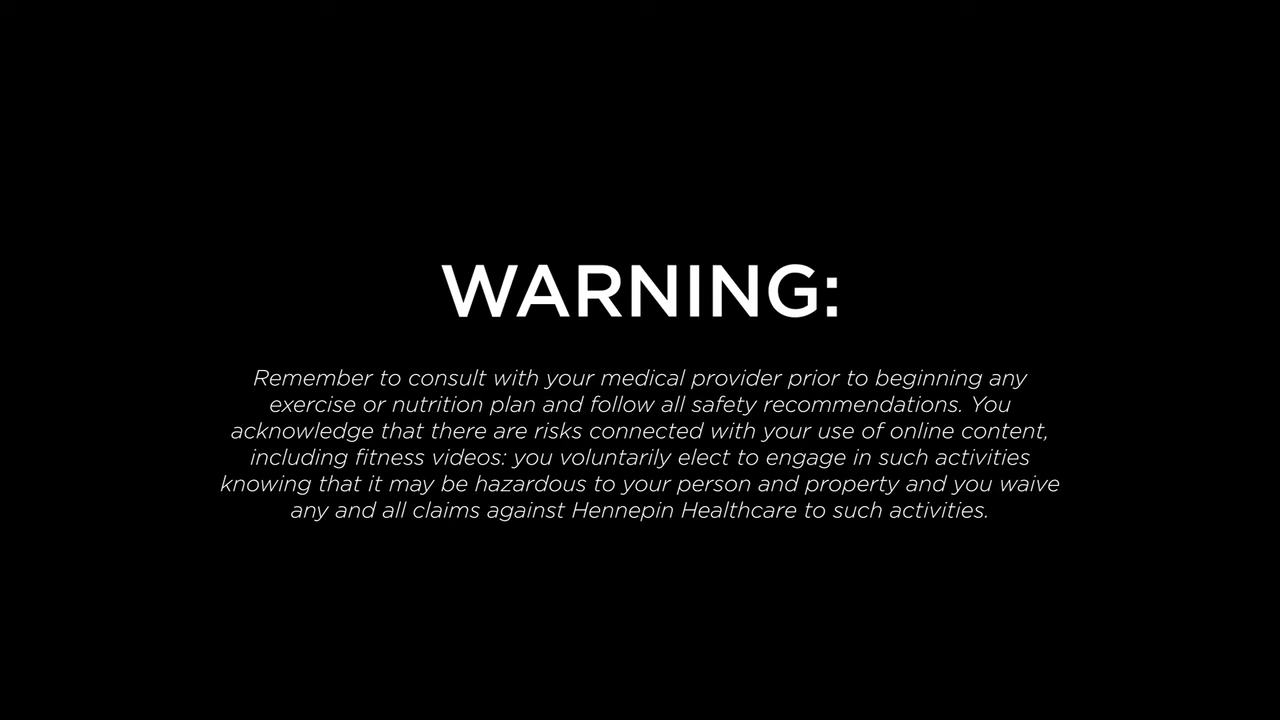 WARNING:
Remember to consult with your medical provider prior to beginning any
exercise or nutrition plan and follow all safety recommendations. You
acknowledge that there are risks connected with your use of online content,
including fitness videos: you voluntarily elect to engage in such activities
knowing that it may be hazardous to your person and property and you waive
any and all claims against Hennepin Healthcare to such activities.